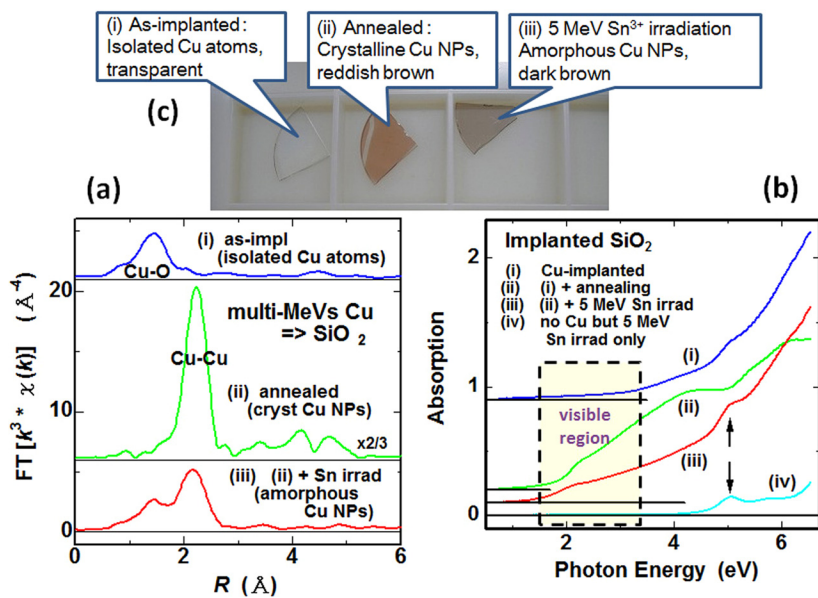 (i) As-implanted :
Isolated Cu atoms,
transparent
(ii) Annealed :
Crystalline Cu NPs,
reddish brown
(iii) 5 MeV Sn³⁺ irradiation
Amorphous Cu NPs,
dark brown
(c)
(a)
(i) as-impl
(isolated Cu atoms)
Cu-O
multi-MeVs Cu
=> SiO₂
Cu-Cu
(ii) annealed
(cryst Cu NPs)
x2/3
(iii) (ii) + Sn irrad
(amorphous
Cu NPs)
20
10
0
FT [k³* χ(k)] (Å⁻⁴)
0 2 4 6
R (Å)
(b)
Implanted SiO₂
(i) Cu-implanted
(ii) (i) + annealing
(iii) (ii) + 5 MeV Sn irrad
(iv) no Cu but 5 MeV
Sn irrad only
visible
region
(i)
(ii)
(iii)
(iv)
2
1
0
Absorption
2 4 6
Photon Energy (eV)